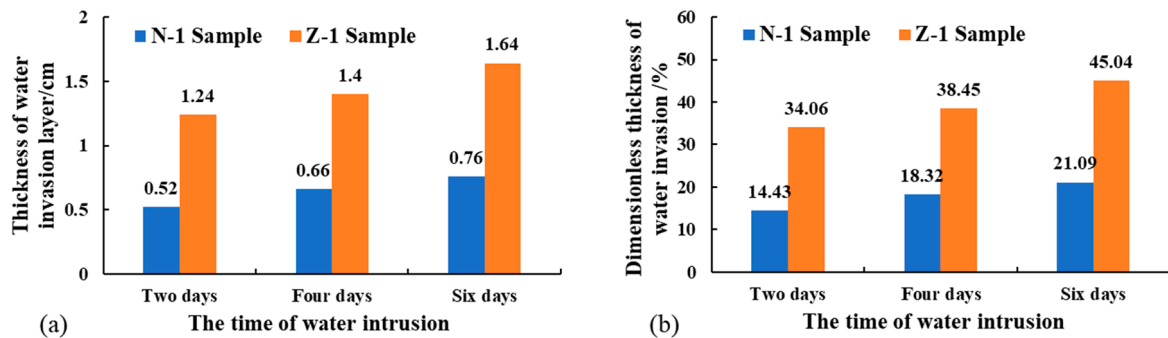 Thickness of water
invasion layer/cm
2
1.5
1
0.5
0
N-1 Sample Z-1 Sample
0.52
1.24
0.66
1.4
0.76
1.64
Two days Four days Six days
The time of water intrusion
(a)
Dimensionless thickness of
water invasion /%
60
50
40
30
20
10
0
N-1 Sample Z-1 Sample
14.43
34.06
18.32
38.45
21.09
45.04
Two days Four days Six days
The time of water intrusion
(b)